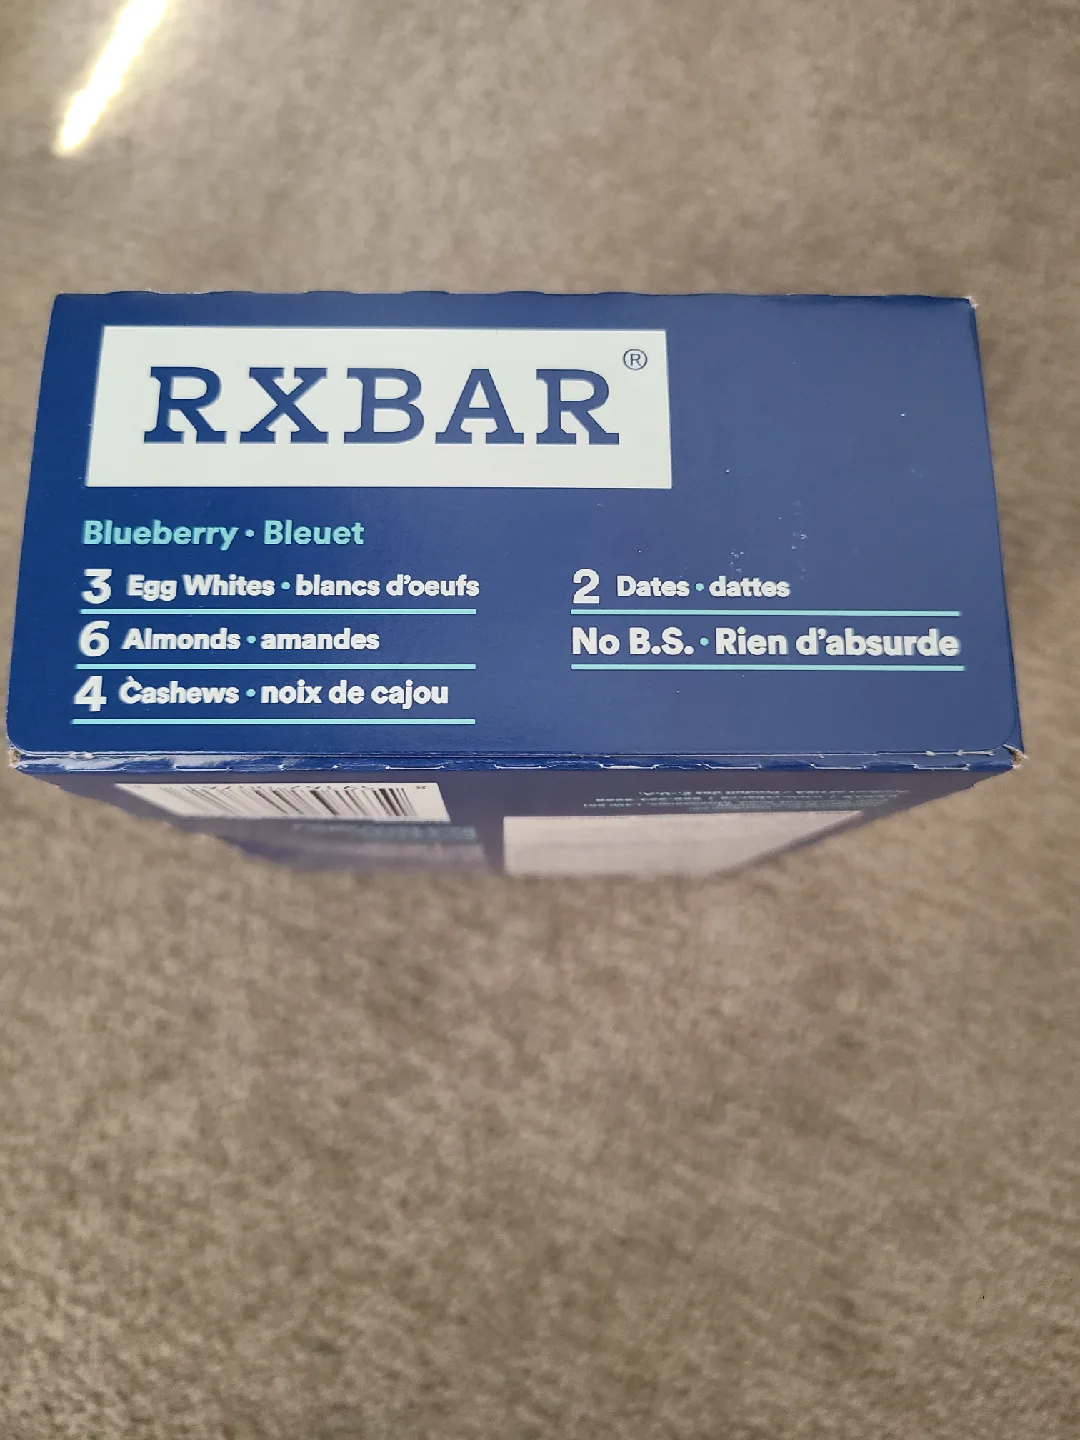 RXBAR®
Blueberry · Bleuet
3 Egg Whites · blancs d'oeufs
6 Almonds · amandes
4 Cashews · noix de cajou
2 Dates · dattes
No B.S. · Rien d'absurde